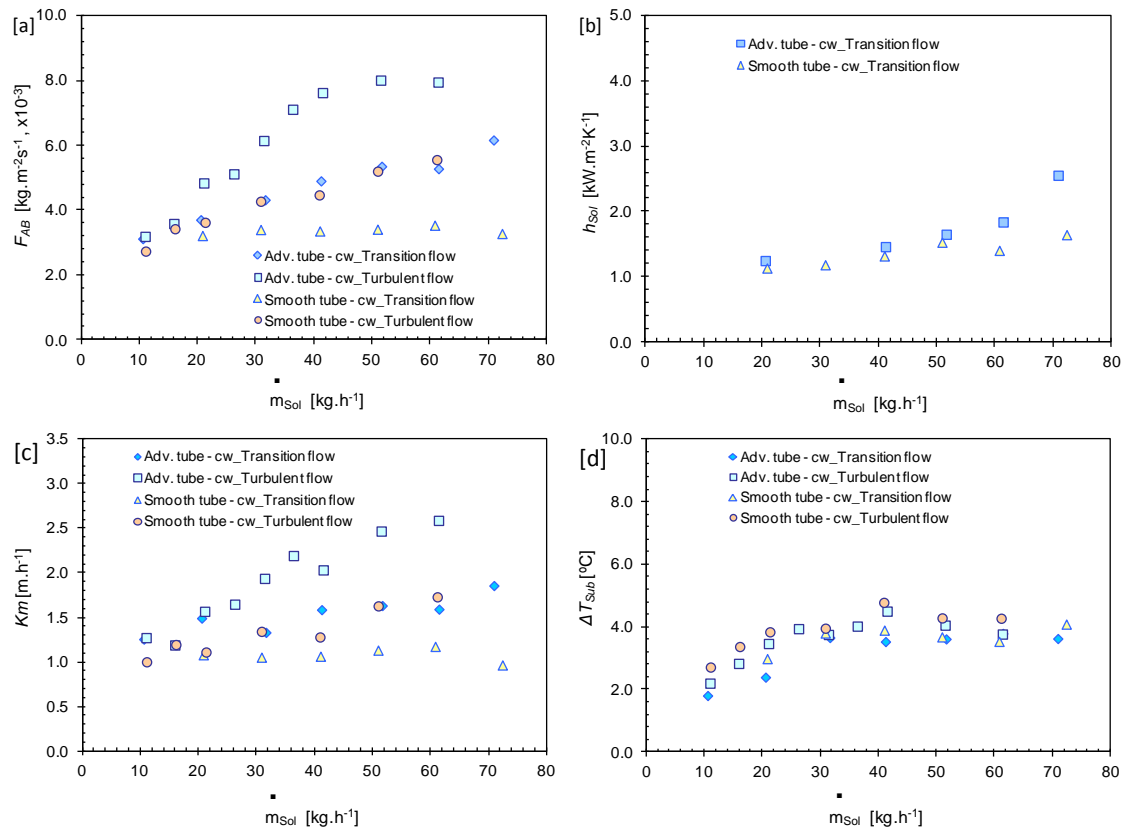 [a]
F_AB [kg.m-2s-1 , x10-3]
10.0
8.0
6.0
4.0
2.0
0.0
Adv. tube - cw_Transition flow
Adv. tube - cw_Turbulent flow
Smooth tube - cw_Transition flow
Smooth tube - cw_Turbulent flow
0 10 20 30 40 50 60 70 80
ṁSol [kg.h-1]
[b]
hSol [kW.m-2K-1]
5.0
4.0
3.0
2.0
1.0
0.0
Adv. tube - cw_Transition flow
Smooth tube - cw_Transition flow
0 10 20 30 40 50 60 70 80
ṁSol [kg.h-1]
[c]
Km [m.h-1]
3.5
3.0
2.5
2.0
1.5
1.0
0.5
0.0
Adv. tube - cw_Transition flow
Adv. tube - cw_Turbulent flow
Smooth tube - cw_Transition flow
Smooth tube - cw_Turbulent flow
0 10 20 30 40 50 60 70 80
ṁSol [kg.h-1]
[d]
ΔTSub [ºC]
10.0
8.0
6.0
4.0
2.0
0.0
Adv. tube - cw_Transition flow
Adv. tube - cw_Turbulent flow
Smooth tube - cw_Transition flow
Smooth tube - cw_Turbulent flow
0 10 20 30 40 50 60 70 80
ṁSol [kg.h-1]